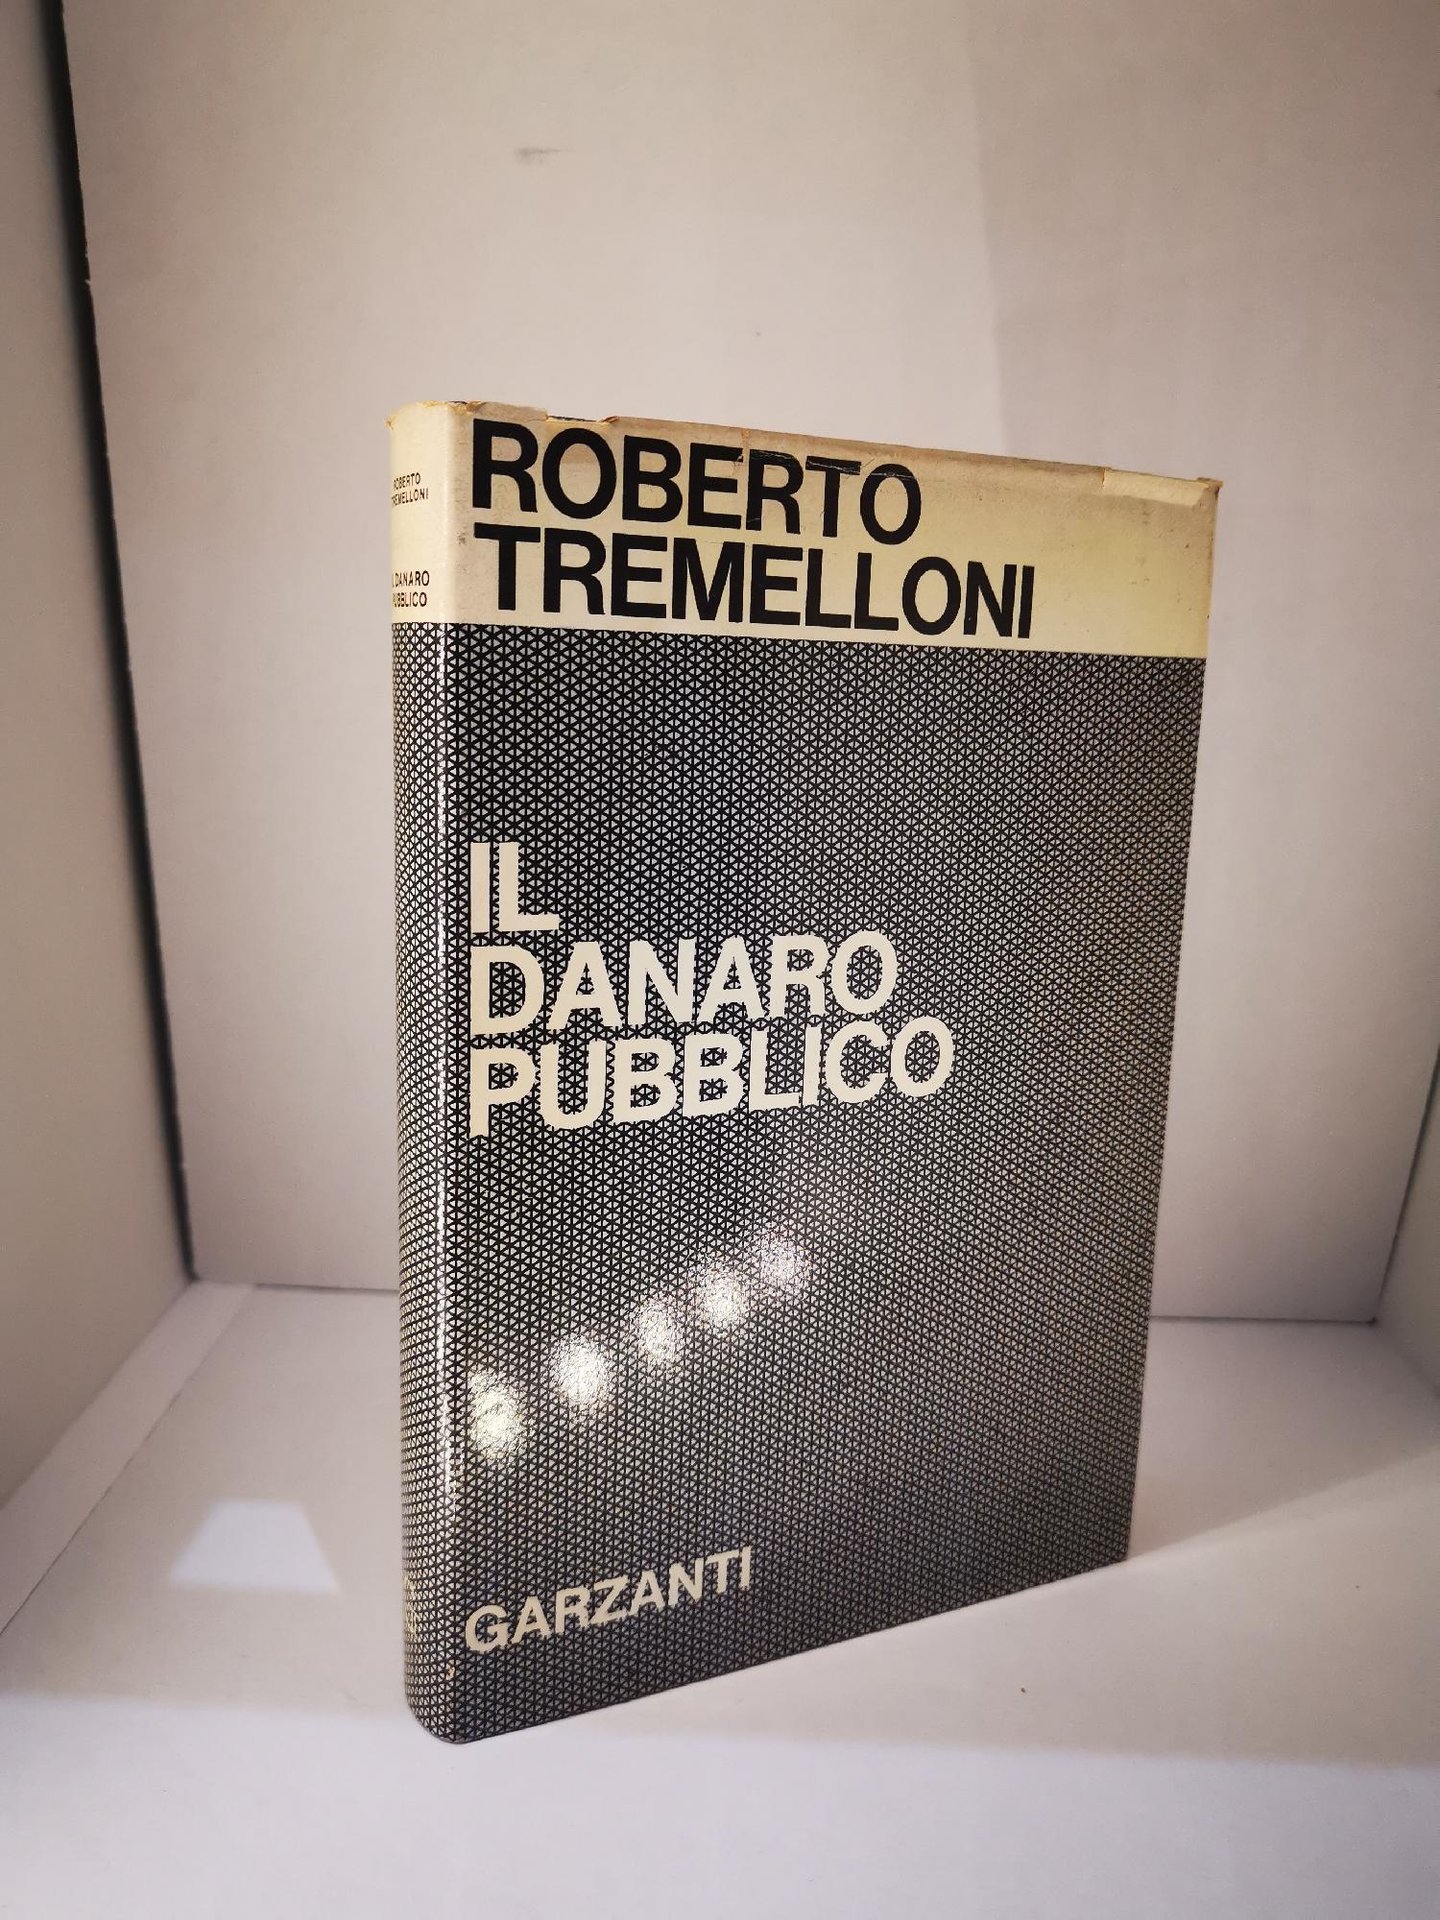 ROBERTO
TREMELLONI
IL DANARO
PUBBLICO
ROBERTO
TREMELLONI
IL
DANARO
PUBBLICO
GARZANTI